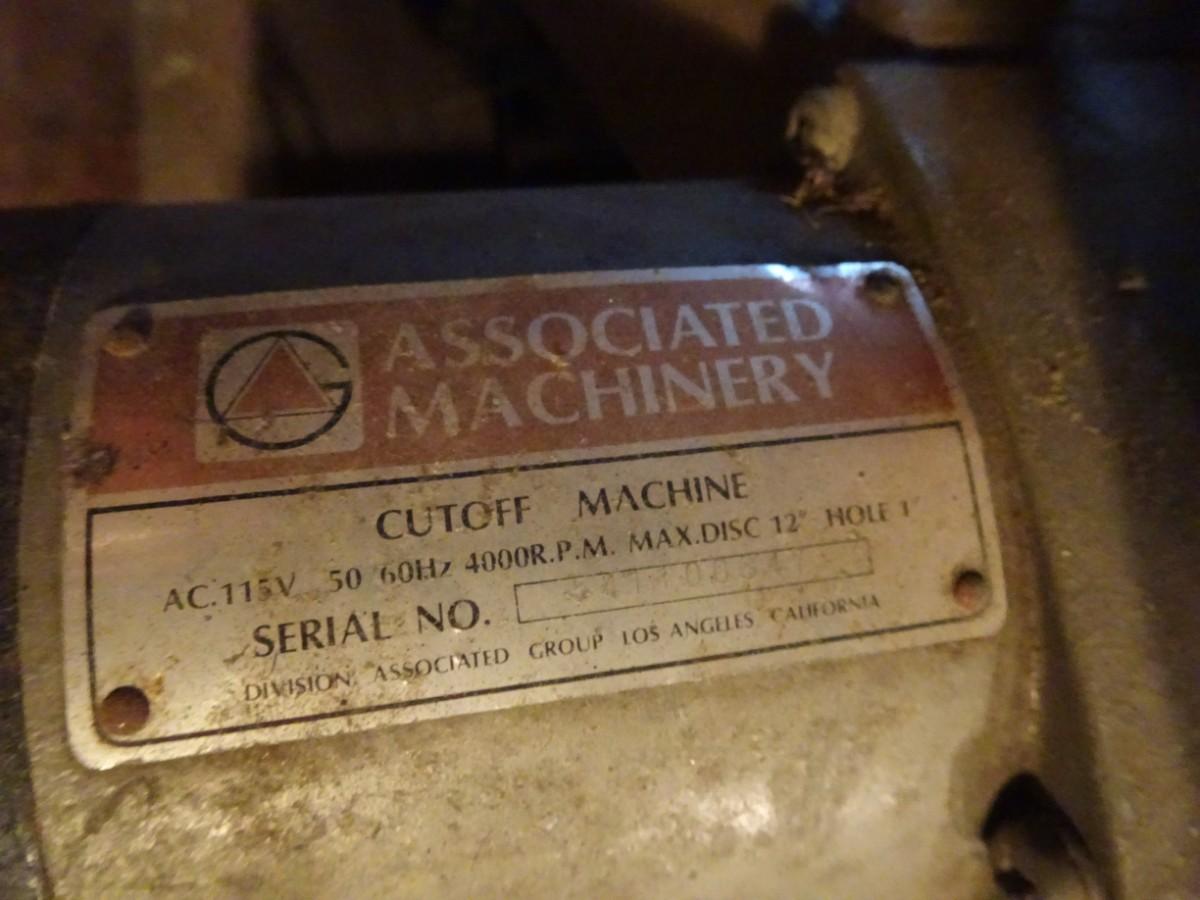 ASSOCIATED
MACHINERY
CUTOFF MACHINE
AC.115V 50 60Hz 4000R.P.M. MAX.DISC 12" HOLE 1"
SERIAL NO.
DIVISION ASSOCIATED GROUP LOS ANGELES CALIFORNIA